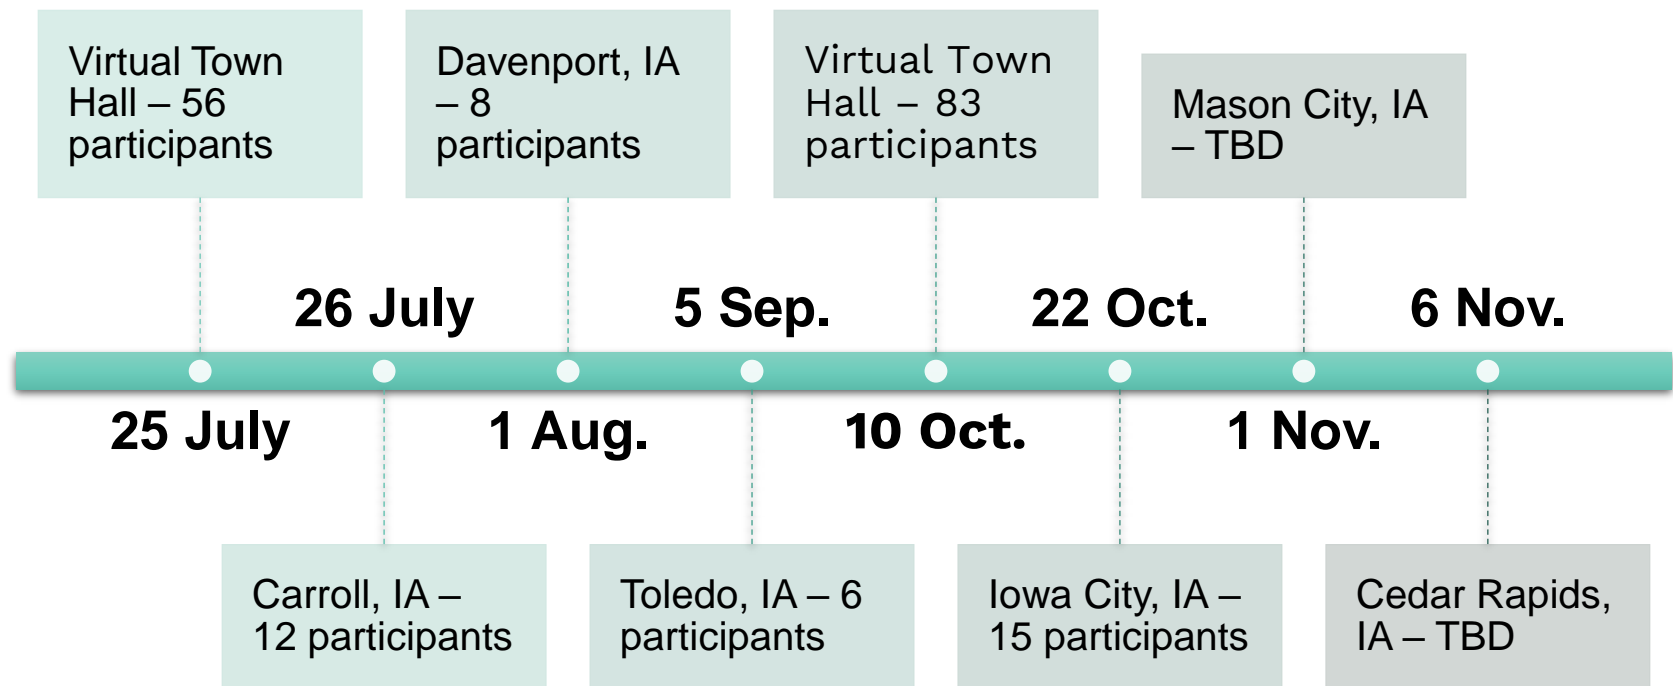 Virtual Town
Hall – 56
participants
Davenport, IA
– 8
participants
Virtual Town
Hall – 83
participants
Mason City, IA
– TBD
26 July
5 Sep.
22 Oct.
6 Nov.
25 July
1 Aug.
10 Oct.
1 Nov.
Carroll, IA –
12 participants
Toledo, IA – 6
participants
Iowa City, IA –
15 participants
Cedar Rapids,
IA – TBD